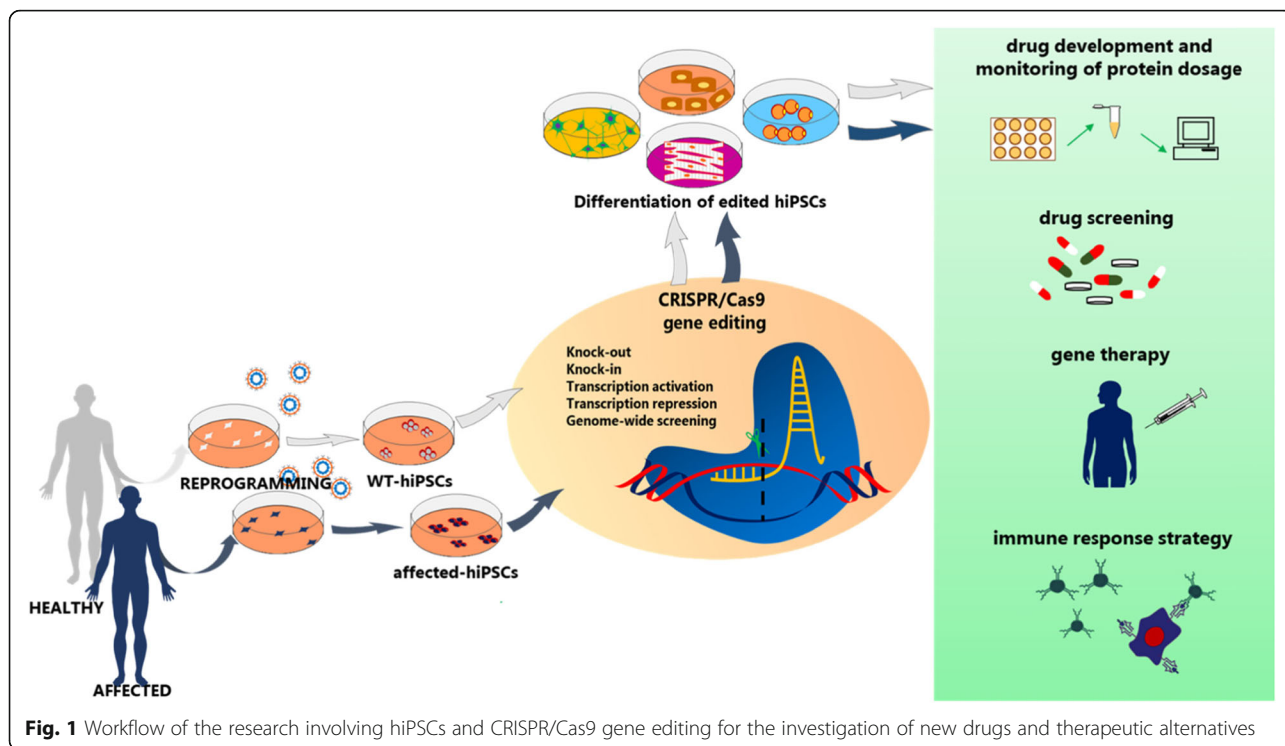 drug development and
monitoring of protein dosage
Differentiation of edited hiPSCs
drug screening
CRISPR/Cas9
gene editing
Knock-out
Knock-in
Transcription activation
Transcription repression
Genome-wide screening
gene therapy
REPROGRAMMING
WT-hiPSCs
immune response strategy
affected-hiPSCs
HEALTHY
AFFECTED
Fig. 1 Workflow of the research involving hiPSCs and CRISPR/Cas9 gene editing for the investigation of new drugs and therapeutic alternatives